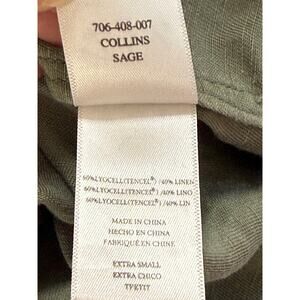 706-408-007
COLLINS
SAGE
60%LYOCELL(TENCEL®) /40% LINEN
60%LYOCELL(TENCEL®) /40% LINO
60%LYOCELL(TENCEL®) /40% LIN
MADE IN CHINA
HECHO EN CHINA
FABRIQUÉ EN CHINE
EXTRA SMALL
EXTRA CHICO
TPETIT